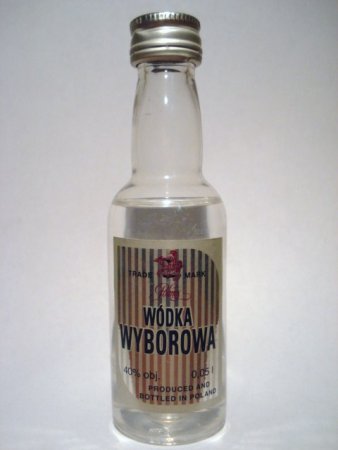 TRADE MARK
WÓDKA
WYBOROWA
40% obj. 0,05 l
PRODUCED AND
BOTTLED IN POLAND